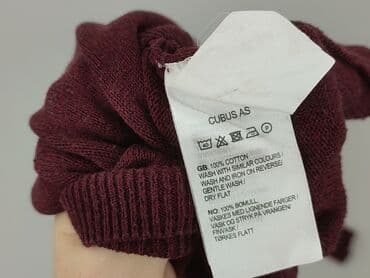 CUBUS AS
GB: 100% COTTON
WASH WITH SIMILAR COLOURS /
WASH AND IRON ON REVERSE/
GENTLE WASH /
DRY FLAT
NO: 100% BOMULL
VASKES MED LIGNENDE FARGER /
VASK OG STRYK PÅ VRANGEN/
FINVASK /
TØRKES FLATT